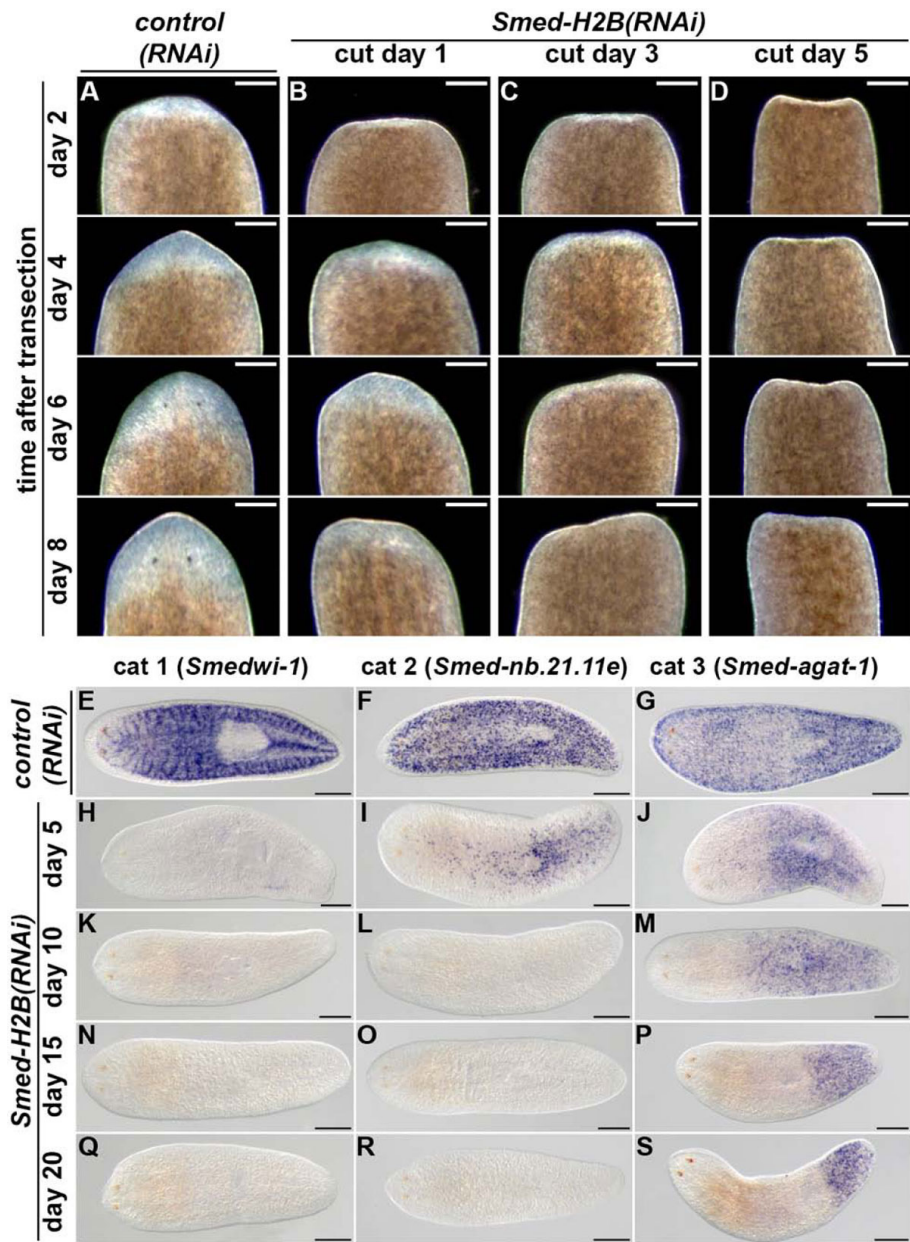 control
(RNAi)
Smed-H2B(RNAi)
cut day 1
cut day 3
cut day 5
time after transection
day 2
A
B
C
D
day 4
day 6
day 8
cat 1 (Smedwi-1)
cat 2 (Smed-nb.21.11e)
cat 3 (Smed-agat-1)
control
(RNAi)
E
F
G
Smed-H2B(RNAi)
day 5
H
I
J
day 10
K
L
M
day 15
N
O
P
day 20
Q
R
S